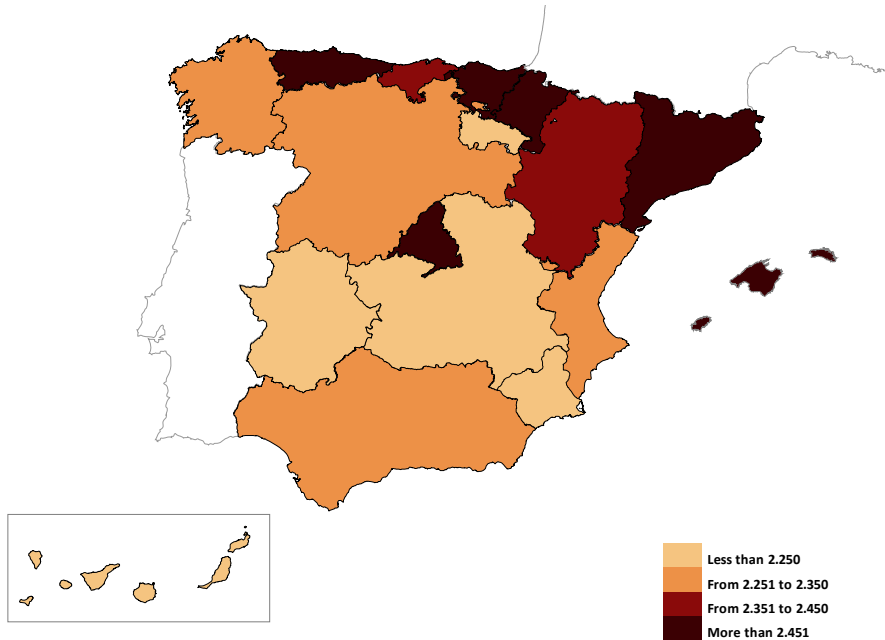 Less than 2.250
From 2.251 to 2.350
From 2.351 to 2.450
More than 2.451